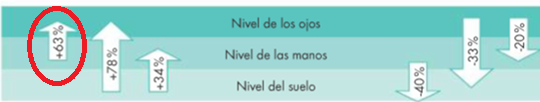 Nivel de los ojos
Nivel de las manos
Nivel del suelo
+63%
+78%
+34%
-40%
-33%
-20%